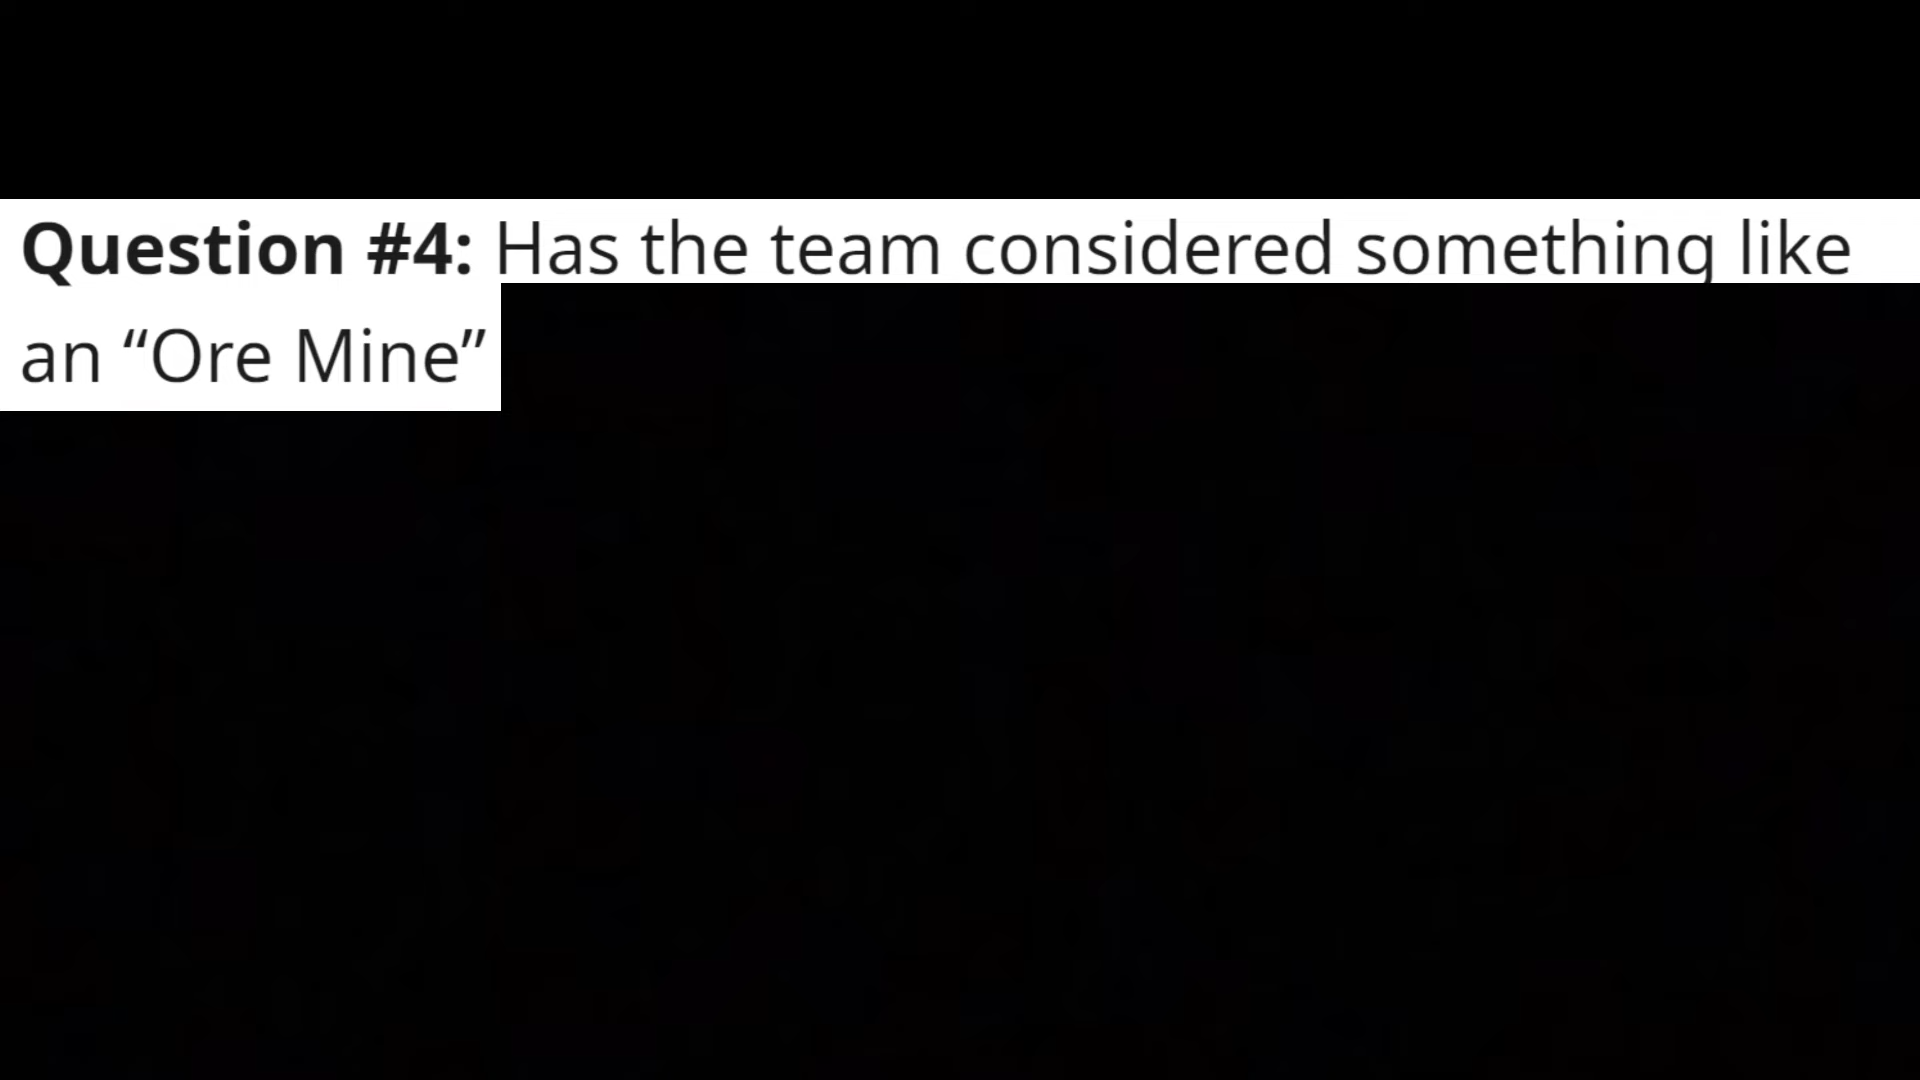 Question #4: Has the team considered something like
an “Ore Mine”